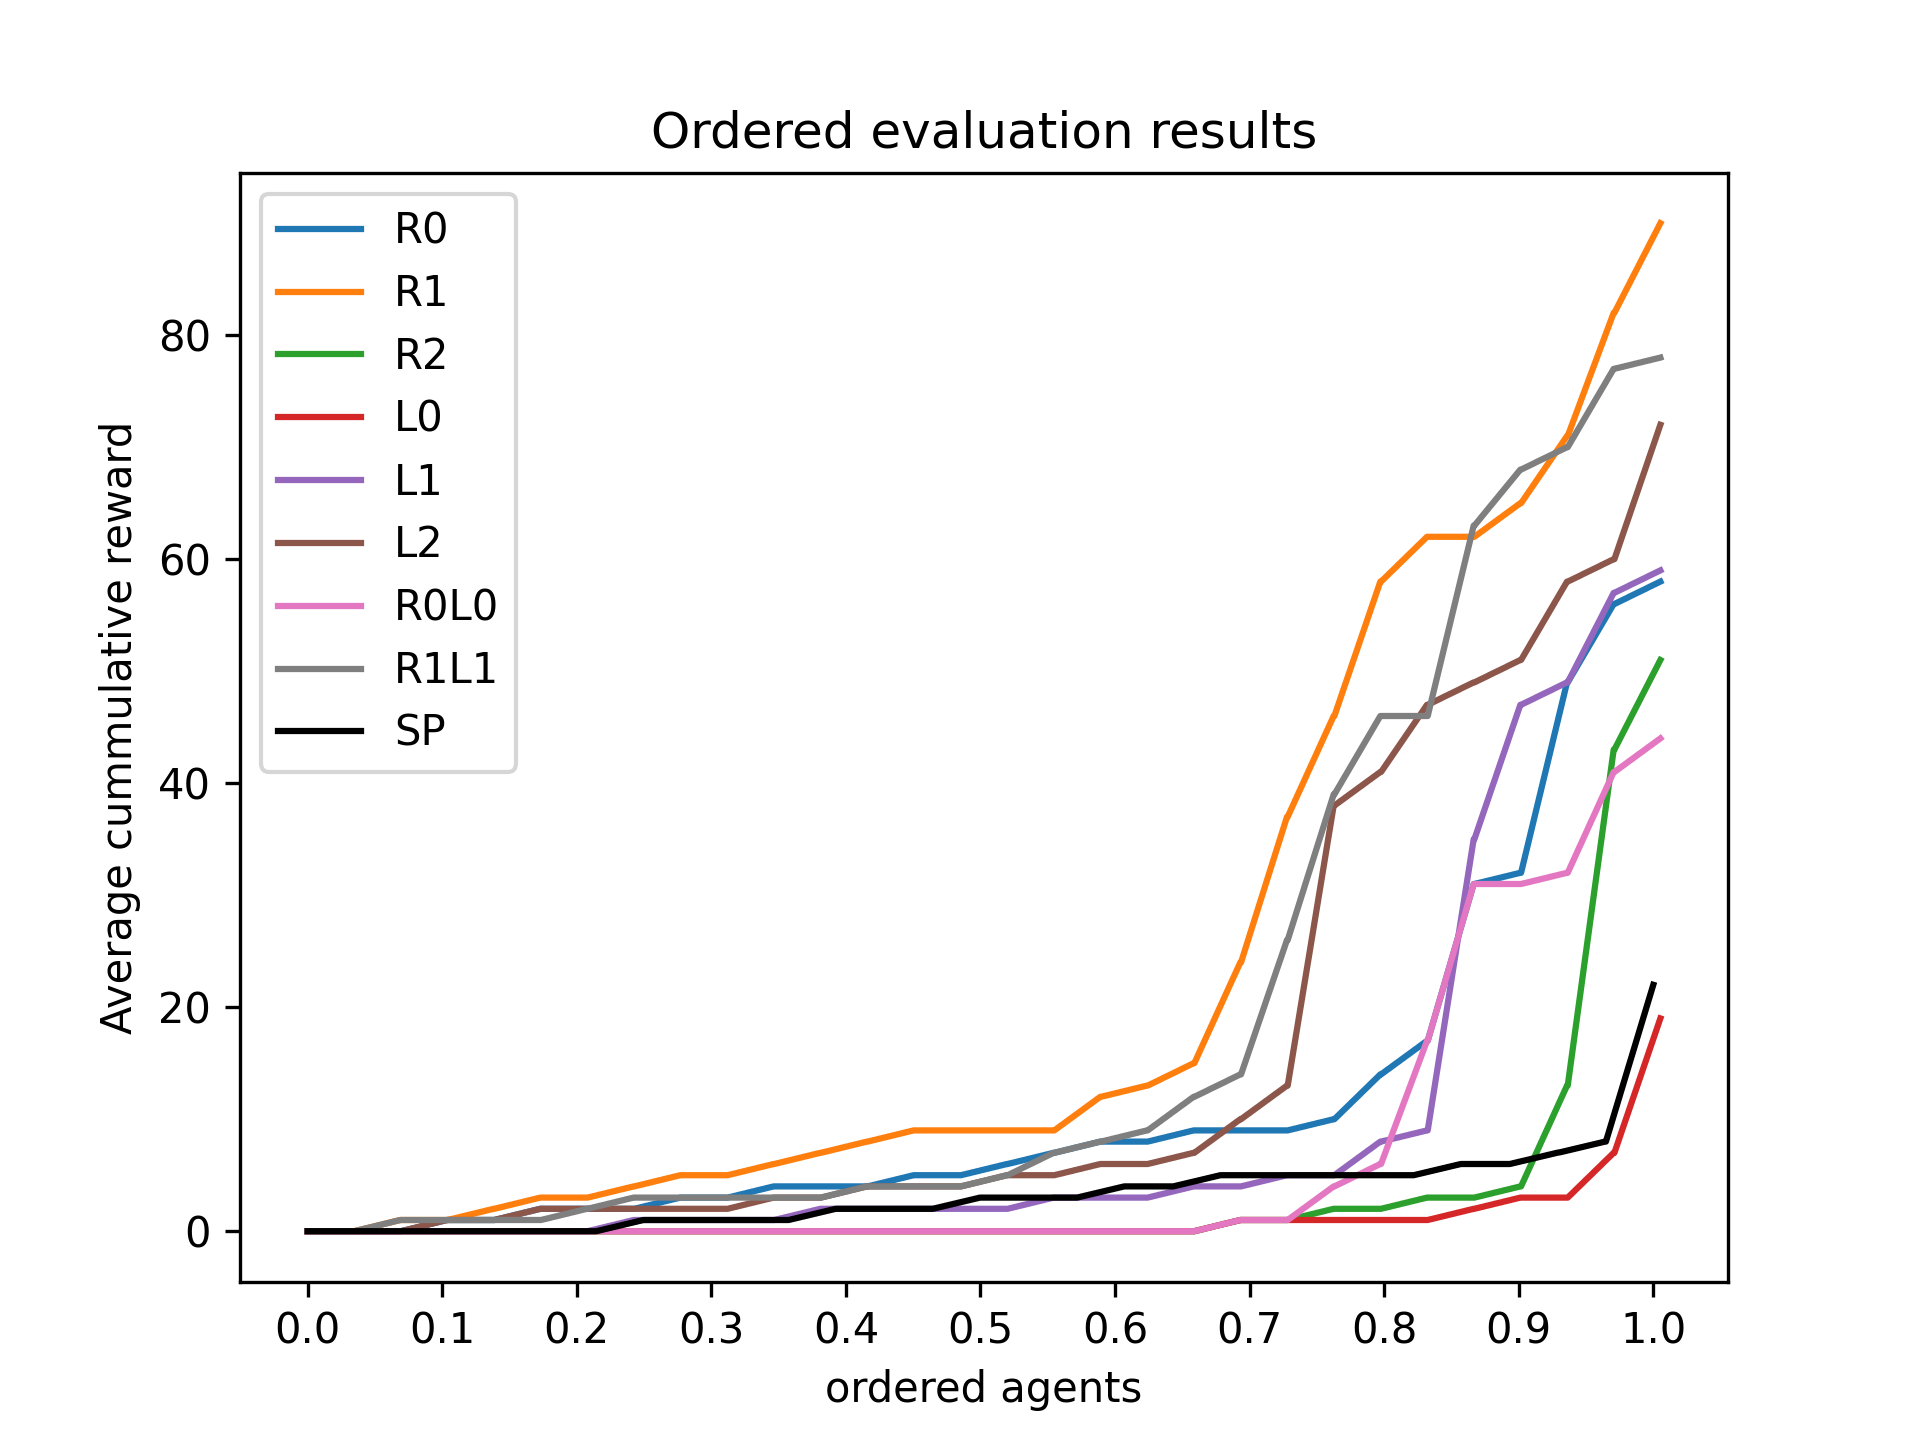 Ordered evaluation results
R0
R1
R2
L0
L1
L2
R0L0
R1L1
SP
Average cummulative reward
80
60
40
20
0
0.0 0.1 0.2 0.3 0.4 0.5 0.6 0.7 0.8 0.9 1.0
ordered agents